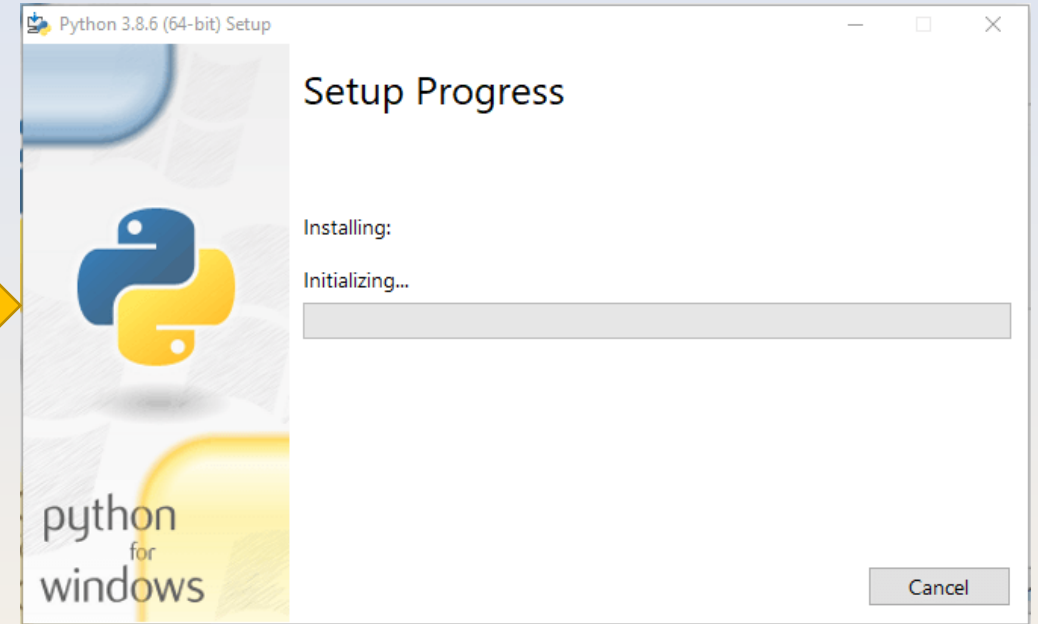 Python 3.8.6 (64-bit) Setup
Setup Progress
Installing:
Initializing...
python
for
windows
Cancel